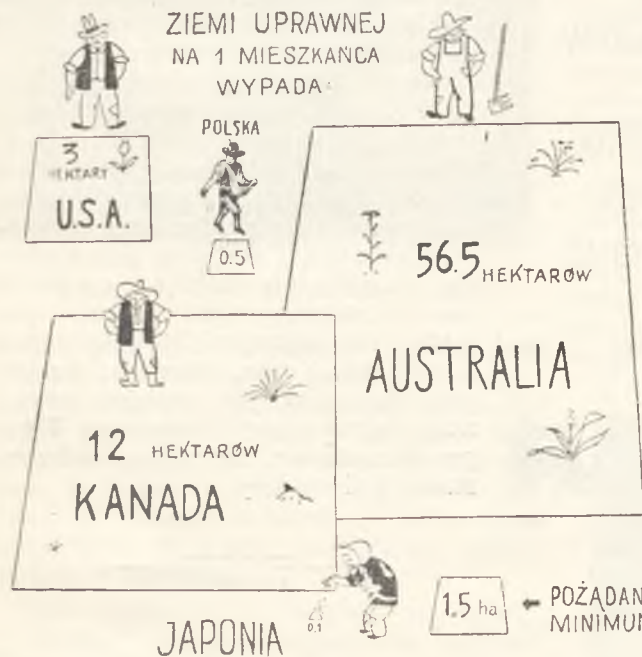 ZIEMI UPRAWNEJ
NA 1 MIESZKAŃCA
WYPADA:
POLSKA
0.5
3
HEKTARY
U.S.A.
56.5 HEKTARÓW
AUSTRALIA
12 HEKTARÓW
KANADA
0.1
JAPONIA
1.5 ha ← POŻĄDAN
MINIMUM